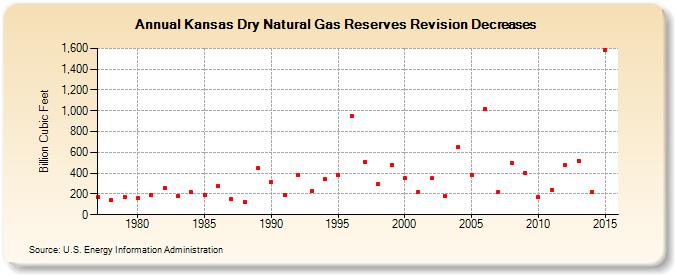 Annual Kansas Dry Natural Gas Reserves Revision Decreases
Billion Cubic Feet
1,600
1,400
1,200
1,000
800
600
400
200
0
1980 1985 1990 1995 2000 2005 2010 2015
Source: U.S. Energy Information Administration